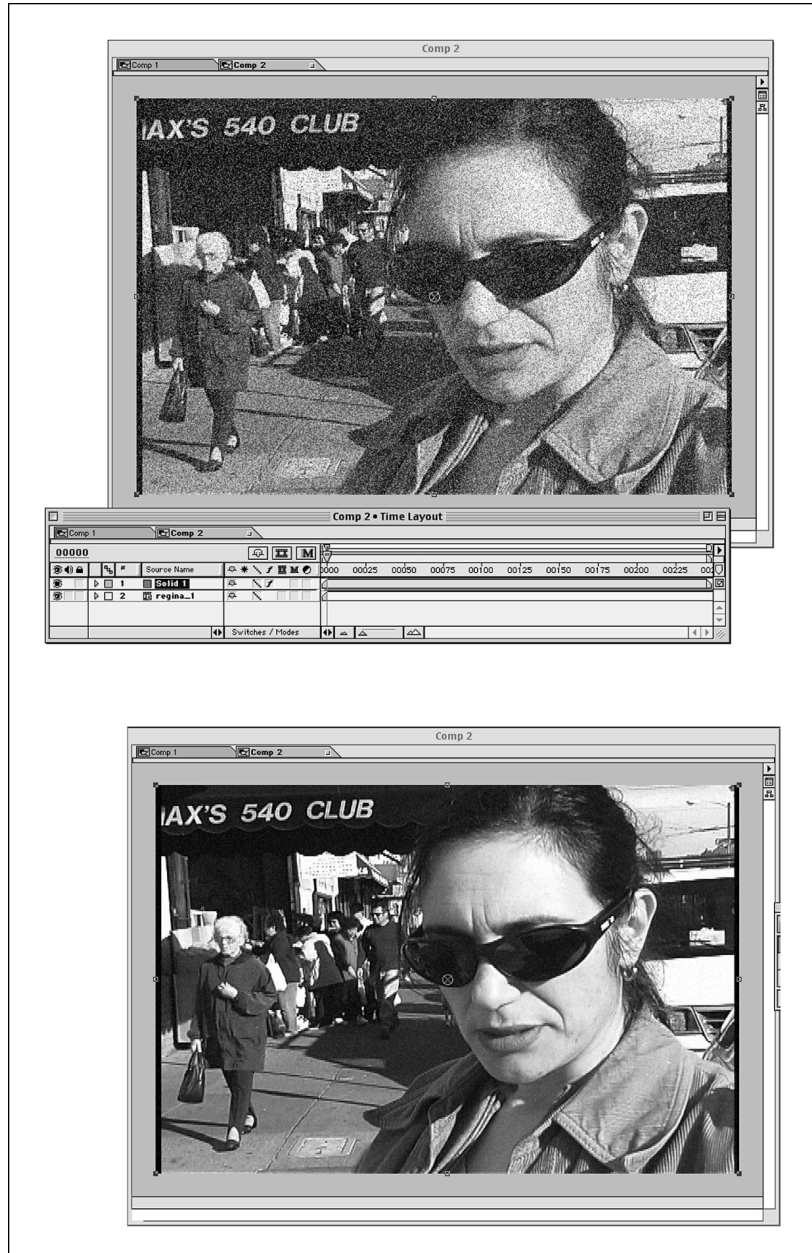 Comp 2
Comp 1
Comp 2
AX'S 540 CLUB
Comp 2 • Time Layout
Comp 1
Comp 2
00000
M
# Source Name
M
00025 00050 00075 00100 00125 00150 00175 00200 00225
1 Solid 1
2 regina_1
Switches / Modes
Comp 2
Comp 1
Comp 2
AX'S 540 CLUB